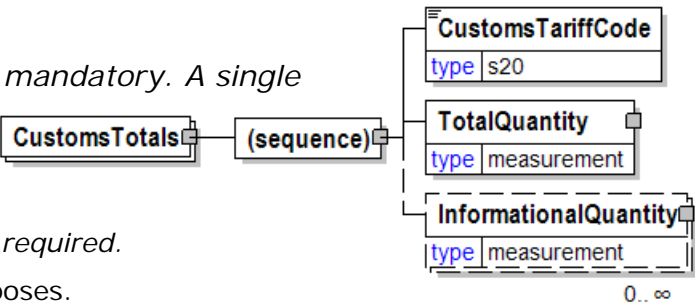 CustomsTariffCode
type s20
mandatory. A single
TotalQuantity
type measurement
CustomsTotals
(sequence)
InformationalQuantity
type measurement
required.
poses.
0..∞